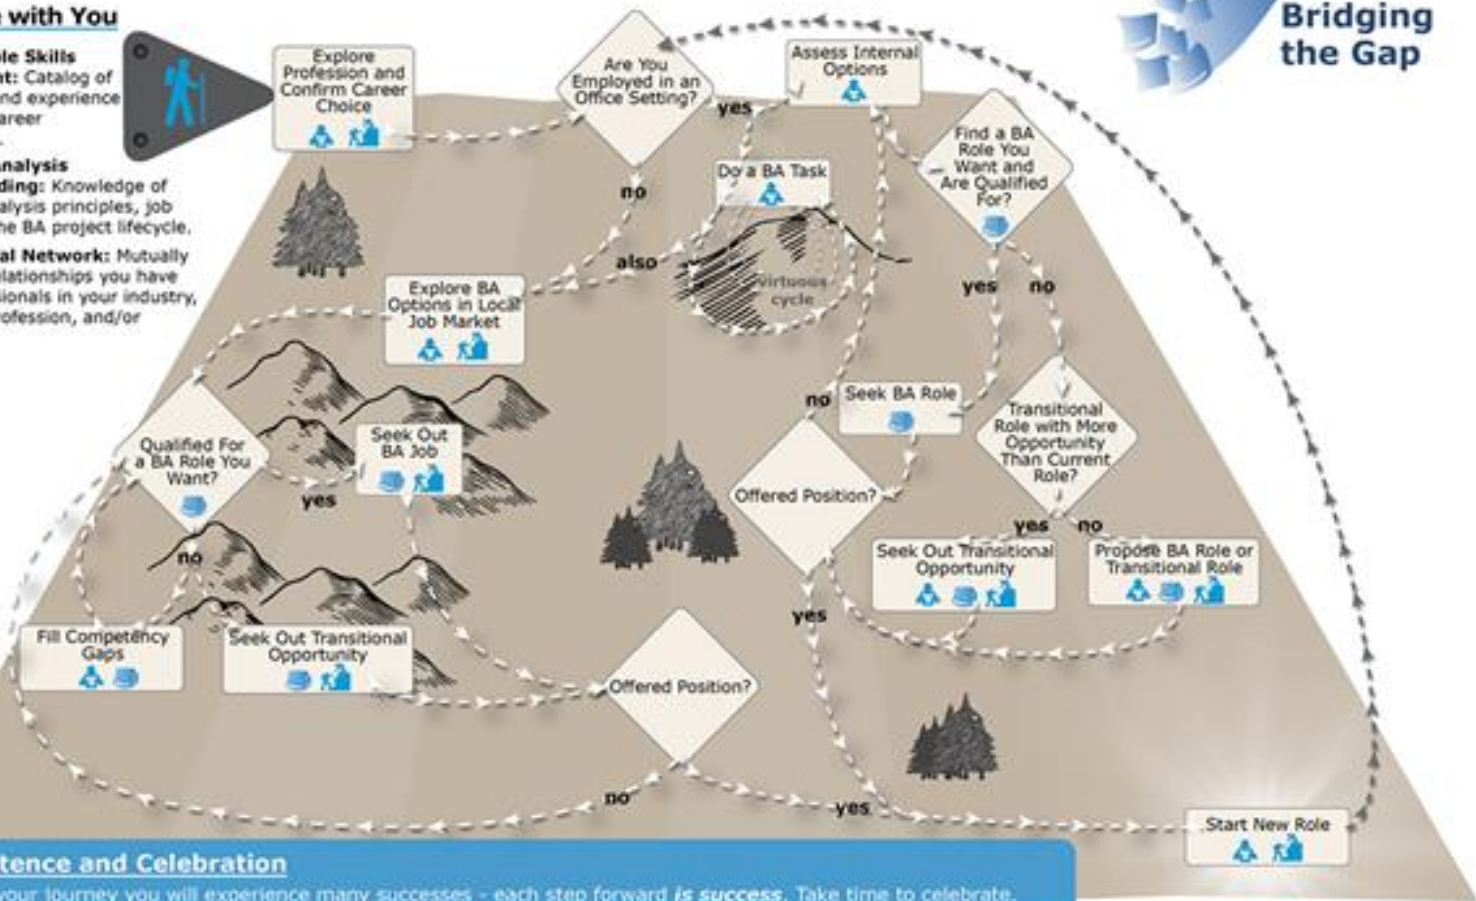 e with You
le Skills
nt: Catalog of
nd experience
areer
nalysis
ding: Knowledge of
alysis principles, job
he BA project lifecycle.
al Network: Mutually
elationships you have
sionals in your industry,
rofession, and/or
Bridging
the Gap
Explore
Profession and
Confirm Career
Choice
Are You
Employed in an
Office Setting?
yes
Assess Internal
Options
Find a BA
Role You
Want and
Are Qualified
For?
Do a BA Task
no
also
virtuous
cycle
yes
no
Explore BA
Options in Local
Job Market
no
Seek BA Role
Transitional
Role with More
Opportunity
Than Current
Role?
Qualified For
a BA Role You
Want?
yes
Seek Out
BA Job
Offered Position?
yes
no
no
Seek Out Transitional
Opportunity
Propose BA Role or
Transitional Role
yes
Fill Competency
Gaps
Seek Out Transitional
Opportunity
Offered Position?
no
yes
Start New Role
tence and Celebration
your journey you will experience many successes - each step forward is success. Take time to celebrate.